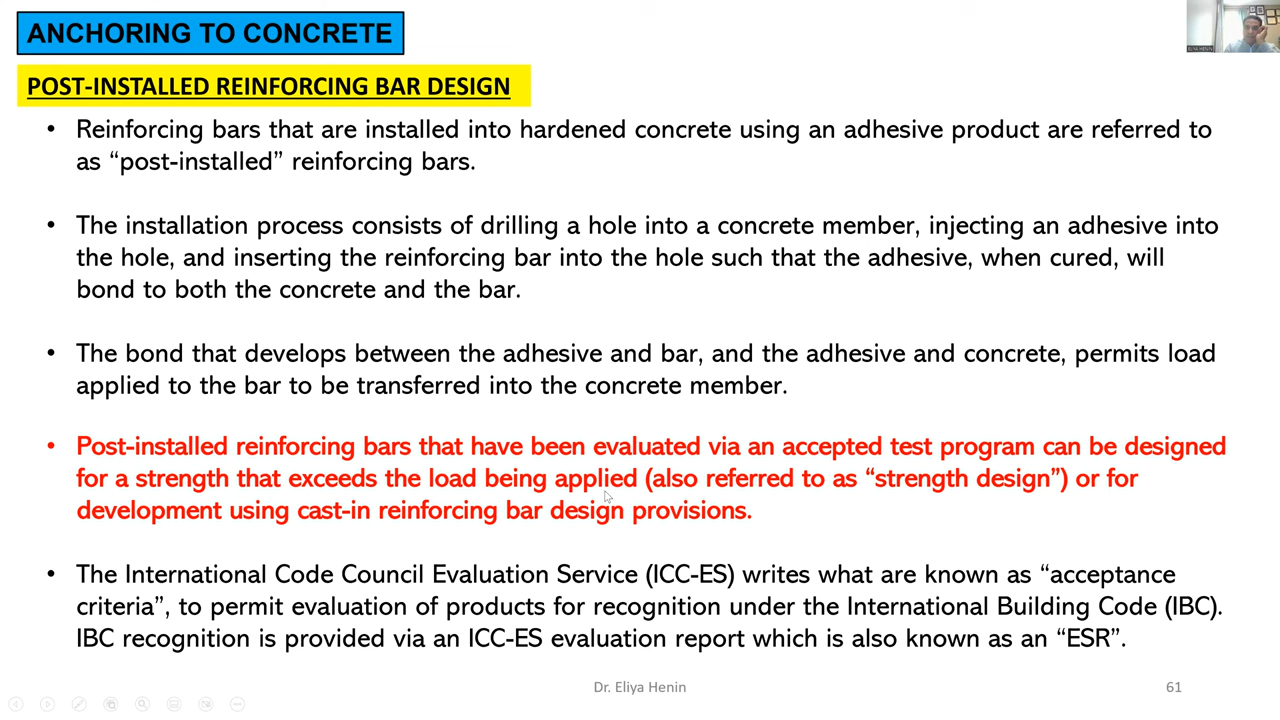 ANCHORING TO CONCRETE
ELIYA HENIN
POST-INSTALLED REINFORCING BAR DESIGN
• Reinforcing bars that are installed into hardened concrete using an adhesive product are referred to
as “post-installed” reinforcing bars.
• The installation process consists of drilling a hole into a concrete member, injecting an adhesive into
the hole, and inserting the reinforcing bar into the hole such that the adhesive, when cured, will
bond to both the concrete and the bar.
• The bond that develops between the adhesive and bar, and the adhesive and concrete, permits load
applied to the bar to be transferred into the concrete member.
• Post-installed reinforcing bars that have been evaluated via an accepted test program can be designed
for a strength that exceeds the load being applied (also referred to as “strength design”) or for
development using cast-in reinforcing bar design provisions.
• The International Code Council Evaluation Service (ICC-ES) writes what are known as “acceptance
criteria”, to permit evaluation of products for recognition under the International Building Code (IBC).
IBC recognition is provided via an ICC-ES evaluation report which is also known as an “ESR”.
Dr. Eliya Henin
61